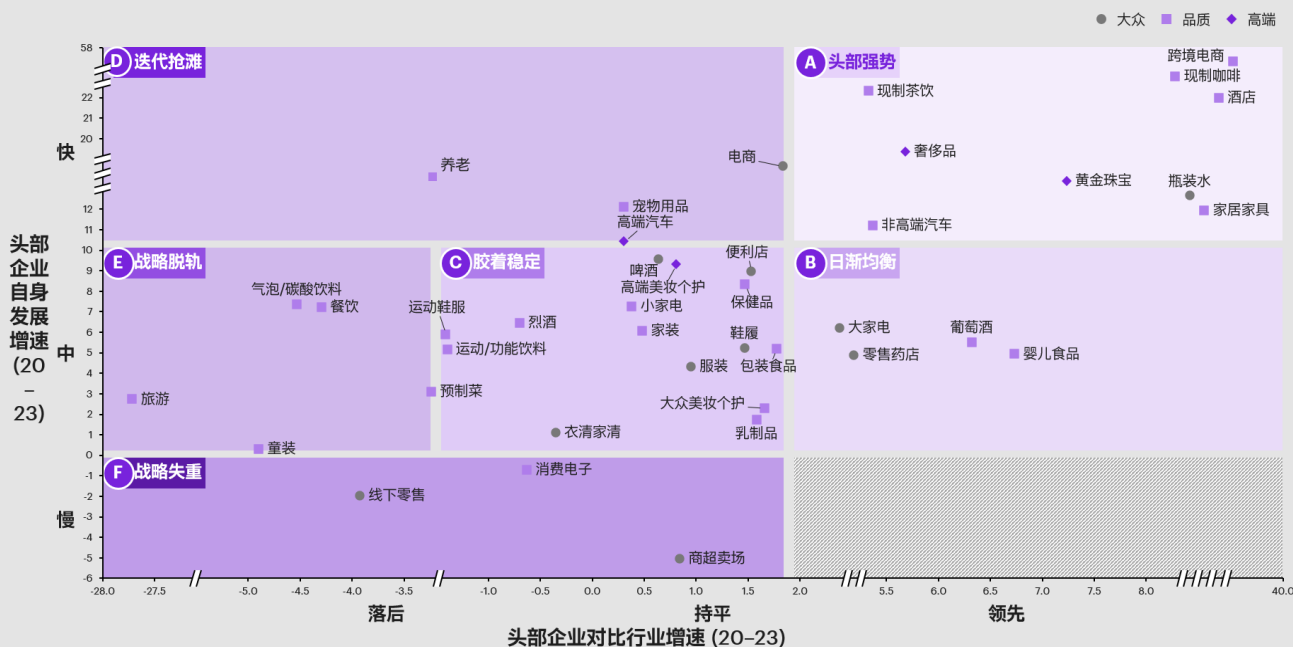 大众 品质 高端
58
22
21
20
12
11
10
9
8
7
6
5
4
3
2
1
0
-1
-2
-3
-4
-5
-6
快
中
慢
头部
企业
自身
发展
增速
(20
–
23)
D 迭代抢滩
养老
电商
宠物用品
高端汽车
A 头部强势
跨境电商
现制咖啡
现制茶饮
酒店
奢侈品
黄金珠宝
瓶装水
家居家具
非高端汽车
E 战略脱轨
气泡/碳酸饮料
餐饮
旅游
童装
C 胶着稳定
便利店
啤酒
高端美妆个护
保健品
运动鞋服
小家电
烈酒
家装
鞋履
运动/功能饮料
服装
包装食品
预制菜
大众美妆个护
乳制品
衣清家清
B 日渐均衡
大家电
葡萄酒
零售药店
婴儿食品
F 战略失重
消费电子
线下零售
商超卖场
-28.0 -27.5 -5.0 -4.5 -4.0 -3.5 -1.0 -0.5 0.0 0.5 1.0 1.5 2.0 5.5 6.0 6.5 7.0 7.5 8.0 40.0
落后 持平 领先
头部企业对比行业增速 (20–23)